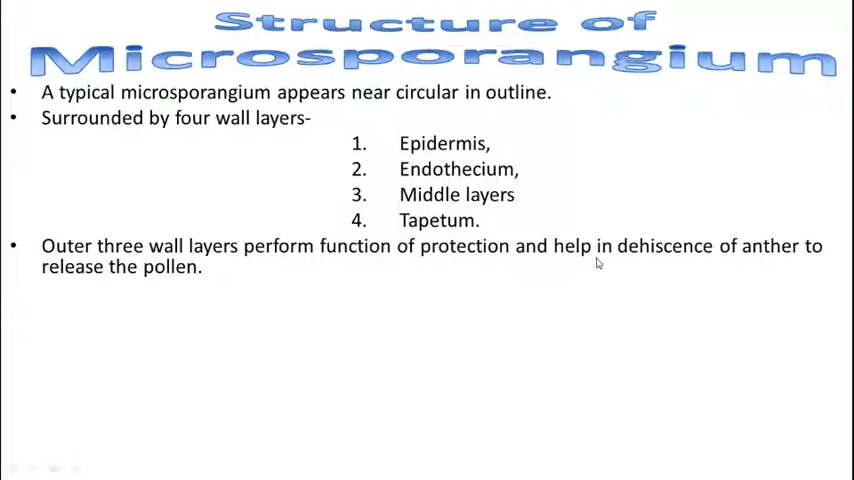 Structure of
Microsporangium
• A typical microsporangium appears near circular in outline.
• Surrounded by four wall layers-
1. Epidermis,
2. Endothecium,
3. Middle layers
4. Tapetum.
• Outer three wall layers perform function of protection and help in dehiscence of anther to
release the pollen.